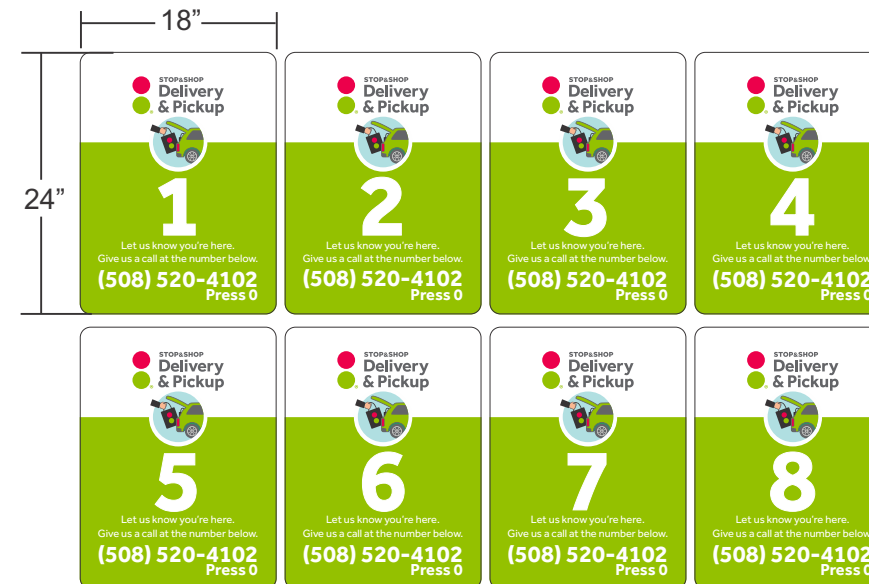 18”
24”
STOP&SHOP
Delivery
& Pickup
1
Let us know you're here.
Give us a call at the number below.
(508) 520-4102
Press 0
STOP&SHOP
Delivery
& Pickup
2
Let us know you're here.
Give us a call at the number below.
(508) 520-4102
Press 0
STOP&SHOP
Delivery
& Pickup
3
Let us know you're here.
Give us a call at the number below.
(508) 520-4102
Press 0
STOP&SHOP
Delivery
& Pickup
4
Let us know you're here.
Give us a call at the number below.
(508) 520-4102
Press 0
STOP&SHOP
Delivery
& Pickup
5
Let us know you're here.
Give us a call at the number below.
(508) 520-4102
Press 0
STOP&SHOP
Delivery
& Pickup
6
Let us know you're here.
Give us a call at the number below.
(508) 520-4102
Press 0
STOP&SHOP
Delivery
& Pickup
7
Let us know you're here.
Give us a call at the number below.
(508) 520-4102
Press 0
STOP&SHOP
Delivery
& Pickup
8
Let us know you're here.
Give us a call at the number below.
(508) 520-4102
Press 0